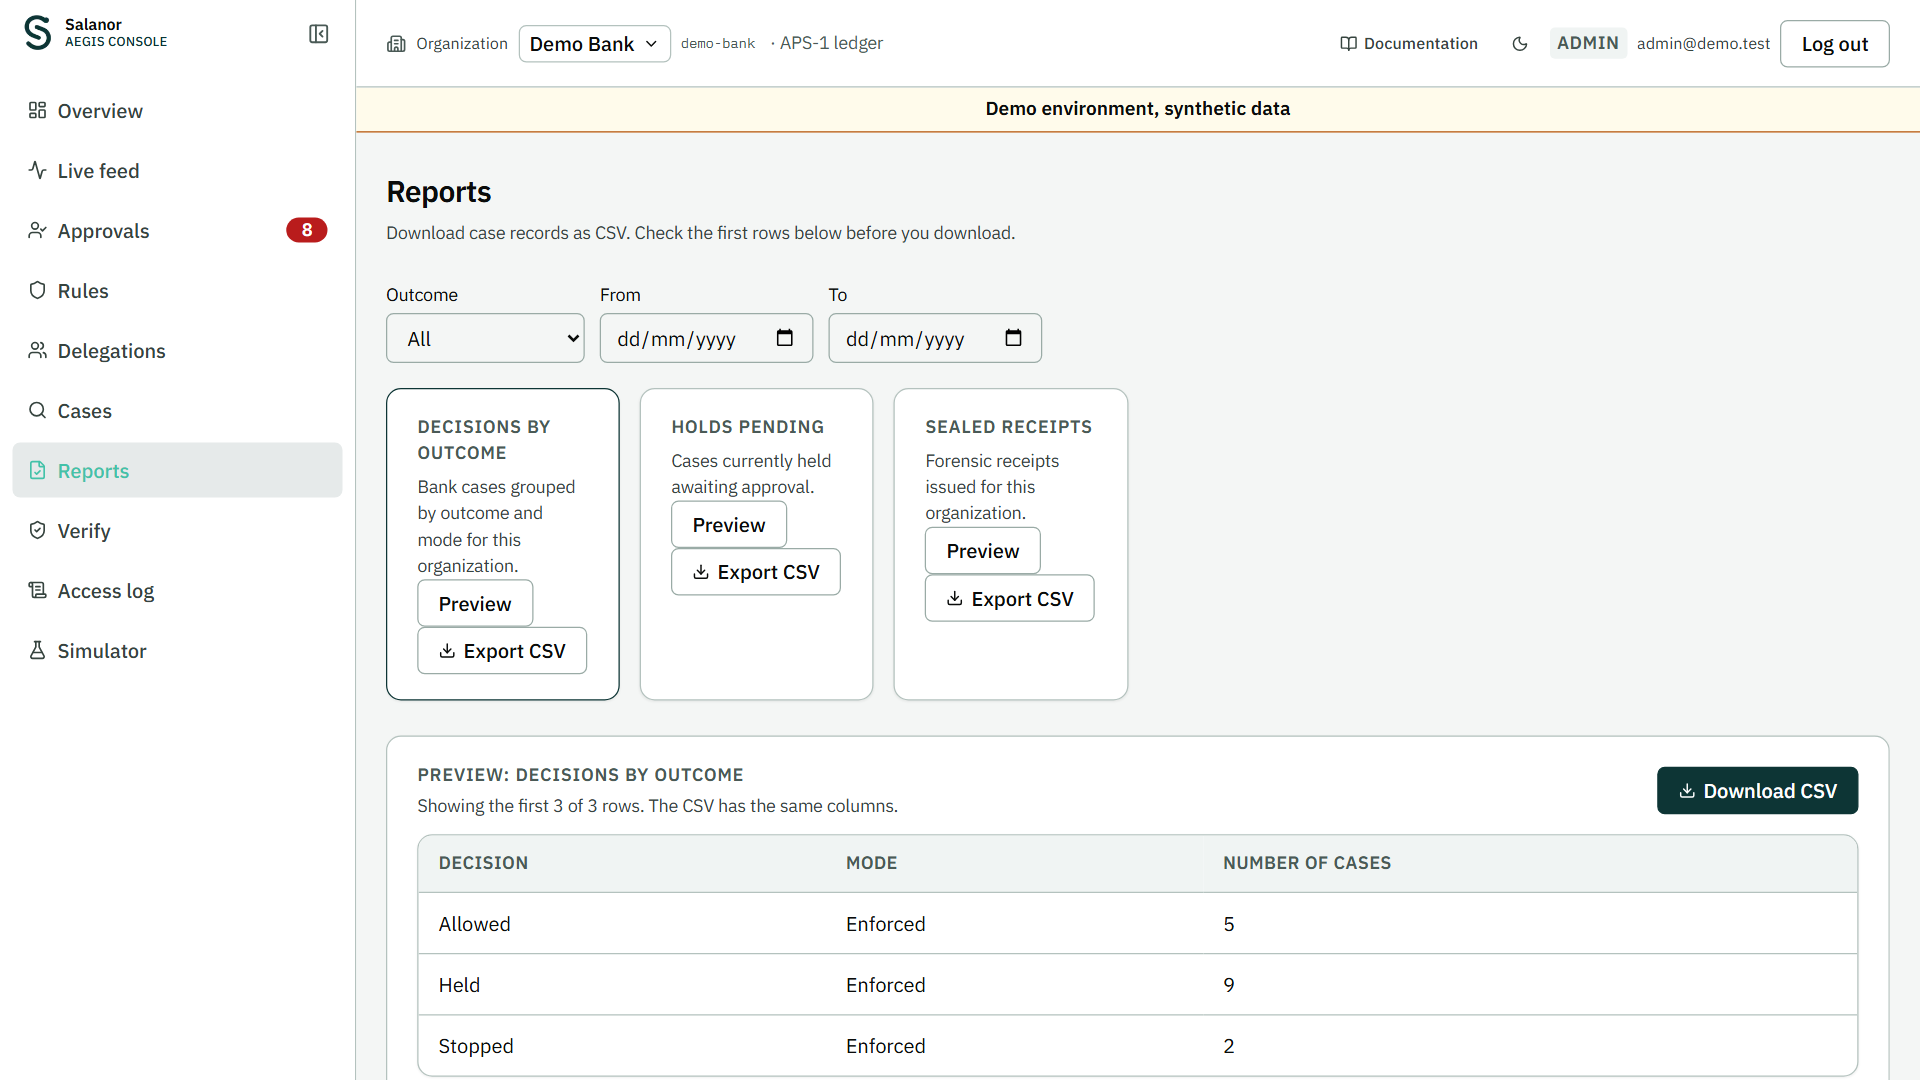 Salanor
AEGIS CONSOLE
Overview
Live feed
Approvals 8
Rules
Delegations
Cases
Reports
Verify
Access log
Simulator
Organization Demo Bank demo-bank · APS-1 ledger
Documentation ADMIN admin@demo.test Log out
Demo environment, synthetic data
Reports
Download case records as CSV. Check the first rows below before you download.
Outcome From To
All dd/mm/yyyy dd/mm/yyyy
DECISIONS BY
OUTCOME
Bank cases grouped
by outcome and
mode for this
organization.
Preview
Export CSV
HOLDS PENDING
Cases currently held
awaiting approval.
Preview
Export CSV
SEALED RECEIPTS
Forensic receipts
issued for this
organization.
Preview
Export CSV
PREVIEW: DECISIONS BY OUTCOME
Showing the first 3 of 3 rows. The CSV has the same columns.
Download CSV
DECISION MODE NUMBER OF CASES
Allowed Enforced 5
Held Enforced 9
Stopped Enforced 2